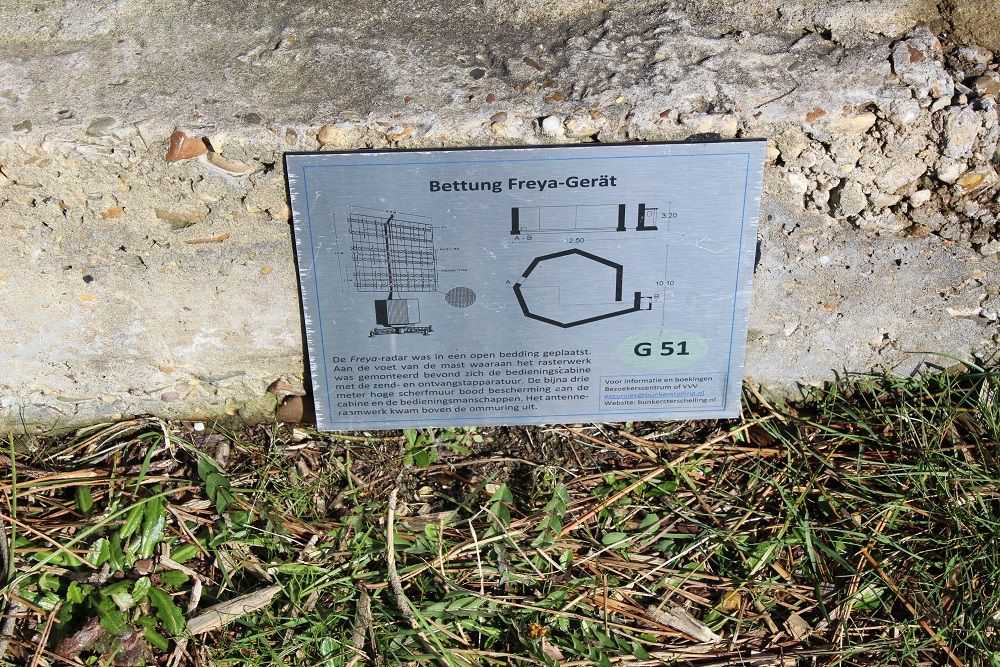 Bettung Freya-Gerät
3.20
A - B
12.50
A
10.10
B
G 51
De Freya-radar was in een open bedding geplaatst.
Aan de voet van de mast waaraan het rasterwerk
was gemonteerd bevond zich de bedieningscabine
met de zend- en ontvangstapparatuur. De bijna drie
meter hoge scherfmuur bood bescherming aan de
cabine en de bedieningsmanschappen. Het antenne-
raamwerk kwam boven de ommuring uit.
Voor informatie en boekingen
Bezoekerscentrum of VVV
excursies@bunkerstelling.nl
Website: bunkersterschelling.nl